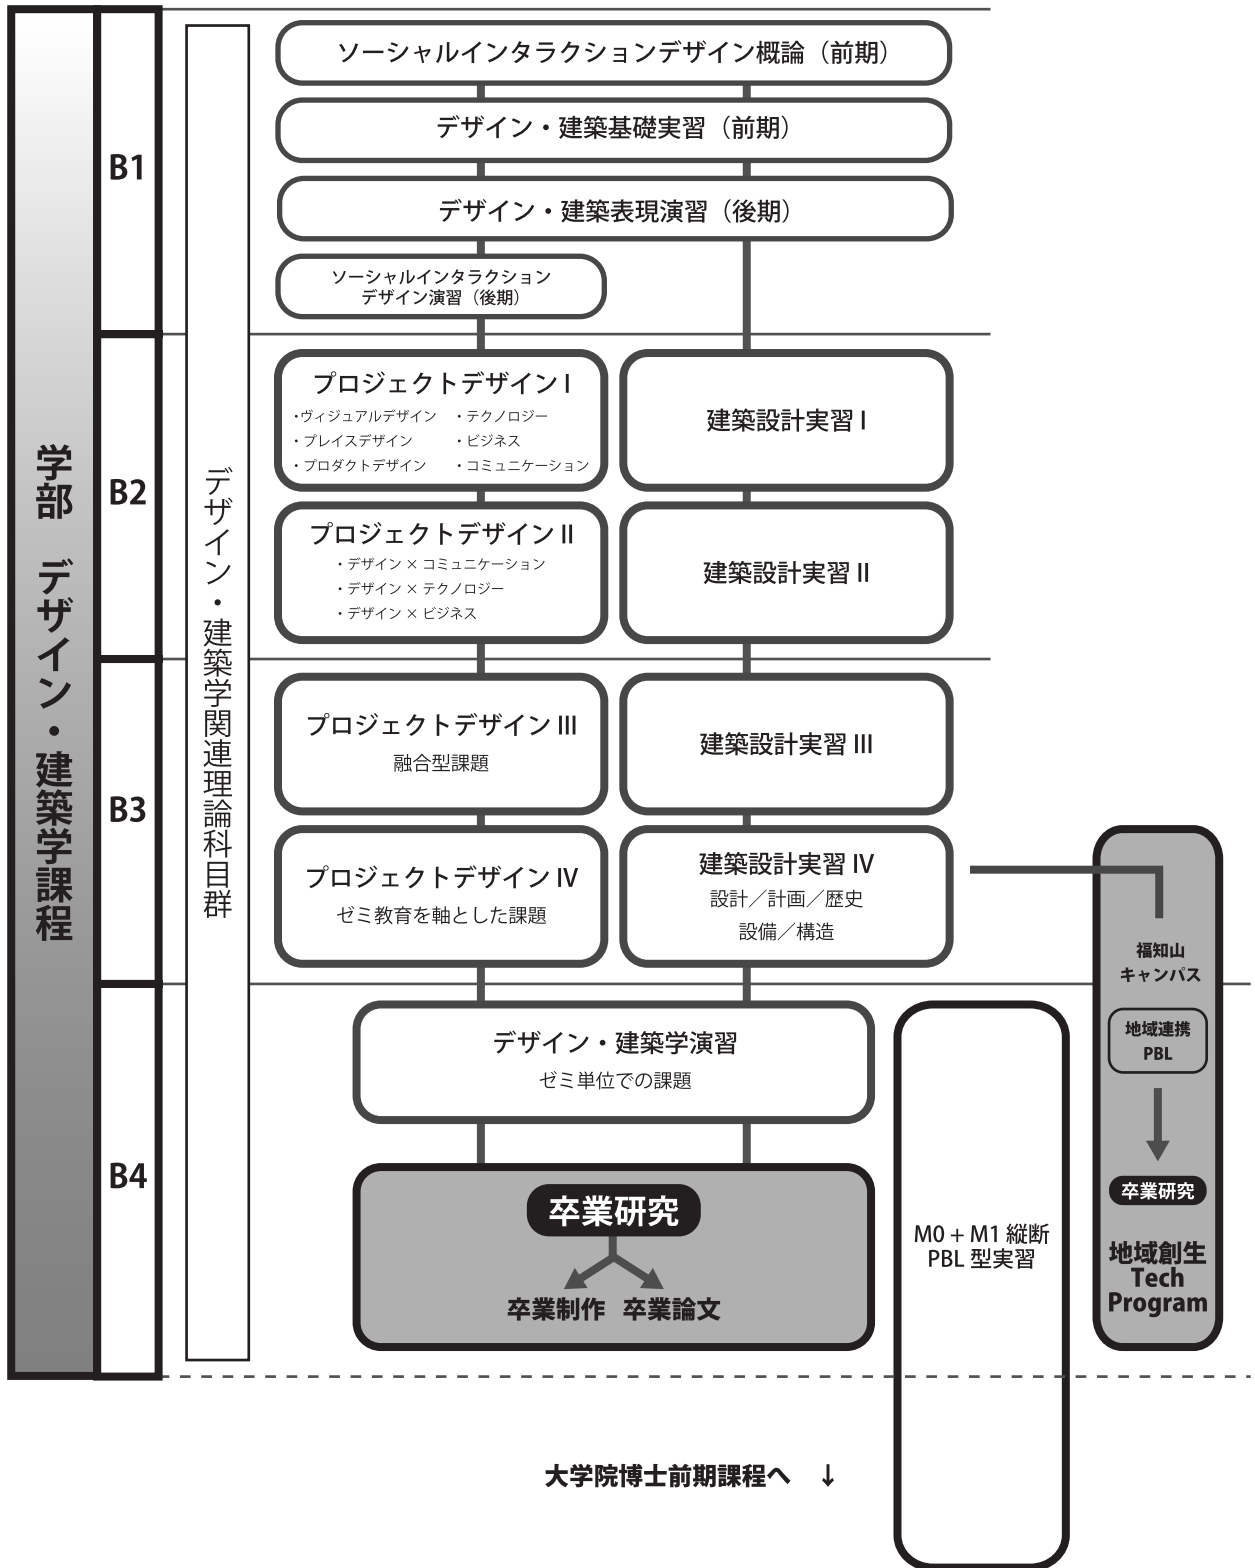 学部　デザイン・建築学課程
B1
B2
B3
B4
デザイン・建築学関連理論科目群
ソーシャルインタラクションデザイン概論（前期）
デザイン・建築基礎実習（前期）
デザイン・建築表現演習（後期）
ソーシャルインタラクション
デザイン演習（後期）
プロジェクトデザイン I
・ヴィジュアルデザイン
・プレイスデザイン
・プロダクトデザイン
・テクノロジー
・ビジネス
・コミュニケーション
建築設計実習 I
プロジェクトデザイン II
・デザイン × コミュニケーション
・デザイン × テクノロジー
・デザイン × ビジネス
建築設計実習 II
プロジェクトデザイン III
融合型課題
建築設計実習 III
プロジェクトデザイン IV
ゼミ教育を軸とした課題
建築設計実習 IV
設計／計画／歴史
設備／構造
デザイン・建築学演習
ゼミ単位での課題
卒業研究
卒業制作
卒業論文
M0 + M1 縦断
PBL 型実習
福知山
キャンパス
地域連携
PBL
卒業研究
地域創生
Tech
Program
大学院博士前期課程へ　↓